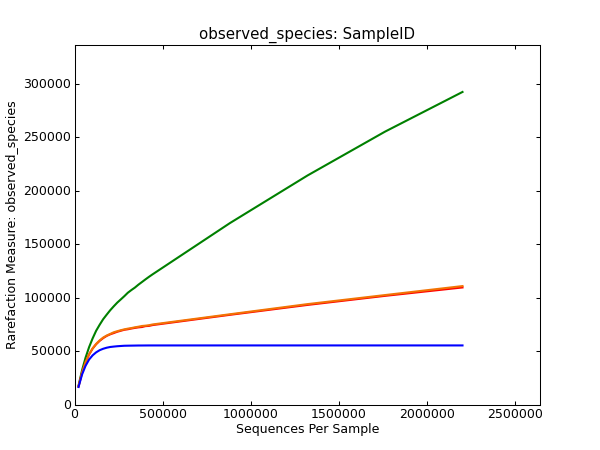 observed_species: SampleID
Rarefaction Measure: observed_species
300000
250000
200000
150000
100000
50000
0
0 500000 1000000 1500000 2000000 2500000
Sequences Per Sample